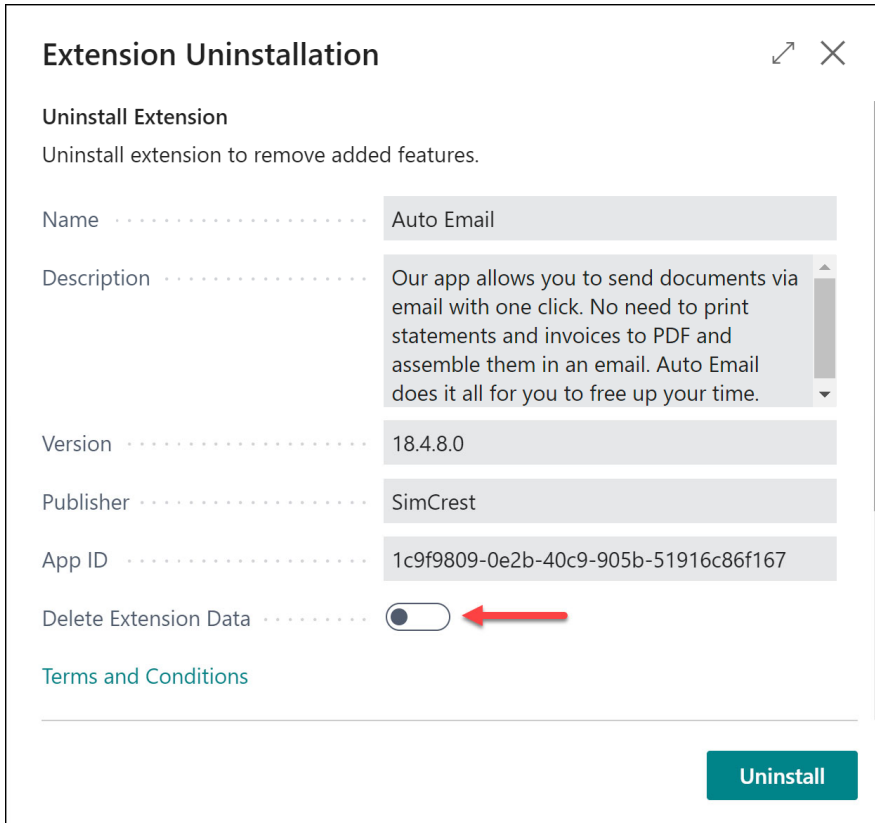 Extension Uninstallation
Uninstall Extension
Uninstall extension to remove added features.
Name
Auto Email
Description
Our app allows you to send documents via
email with one click. No need to print
statements and invoices to PDF and
assemble them in an email. Auto Email
does it all for you to free up your time.
Version
18.4.8.0
Publisher
SimCrest
App ID
1c9f9809-0e2b-40c9-905b-51916c86f167
Delete Extension Data
Terms and Conditions
Uninstall